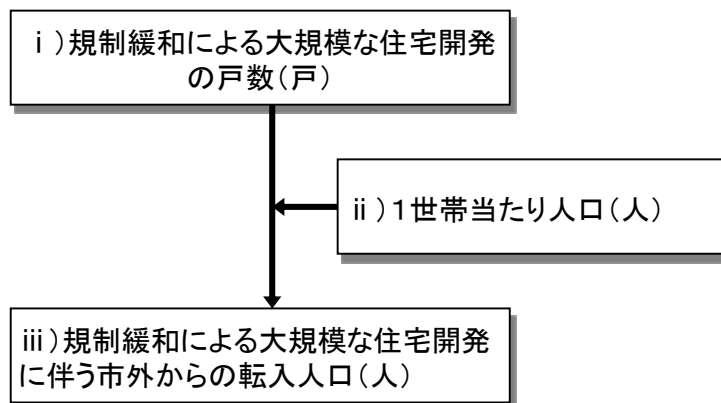 ⅰ)規制緩和による大規模な住宅開発
の戸数(戸)
ⅱ)1世帯当たり人口(人)
ⅲ)規制緩和による大規模な住宅開発
に伴う市外からの転入人口(人)